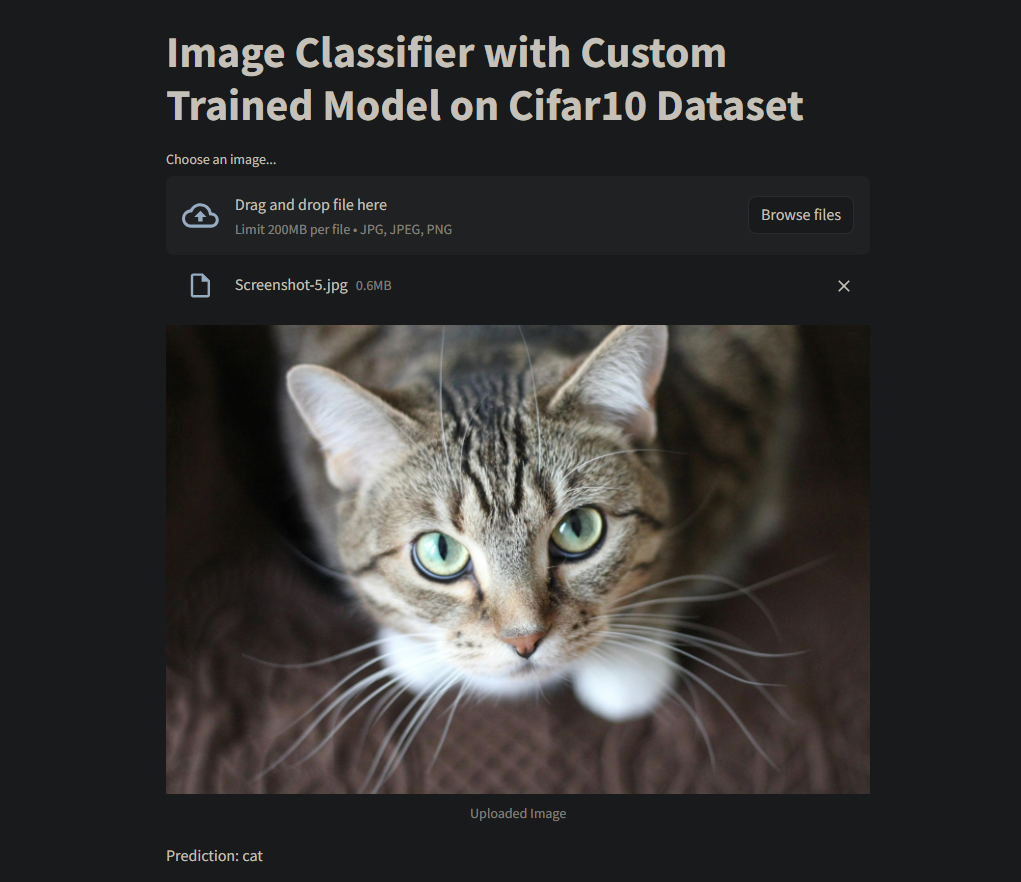 Image Classifier with Custom
Trained Model on Cifar10 Dataset
Choose an image...
Drag and drop file here
Limit 200MB per file • JPG, JPEG, PNG
Browse files
Screenshot-5.jpg 0.6MB
Uploaded Image
Prediction: cat